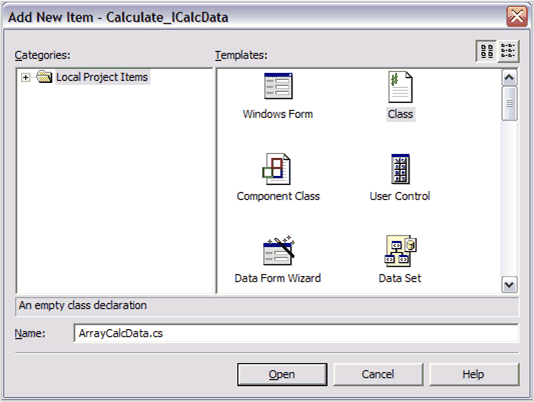 Add New Item - Calculate_ICalcData
Categories:
Templates:
Local Project Items
Windows Form
Class
Component Class
User Control
Data Form Wizard
Data Set
An empty class declaration
Name:
ArrayCalcData.cs
Open
Cancel
Help